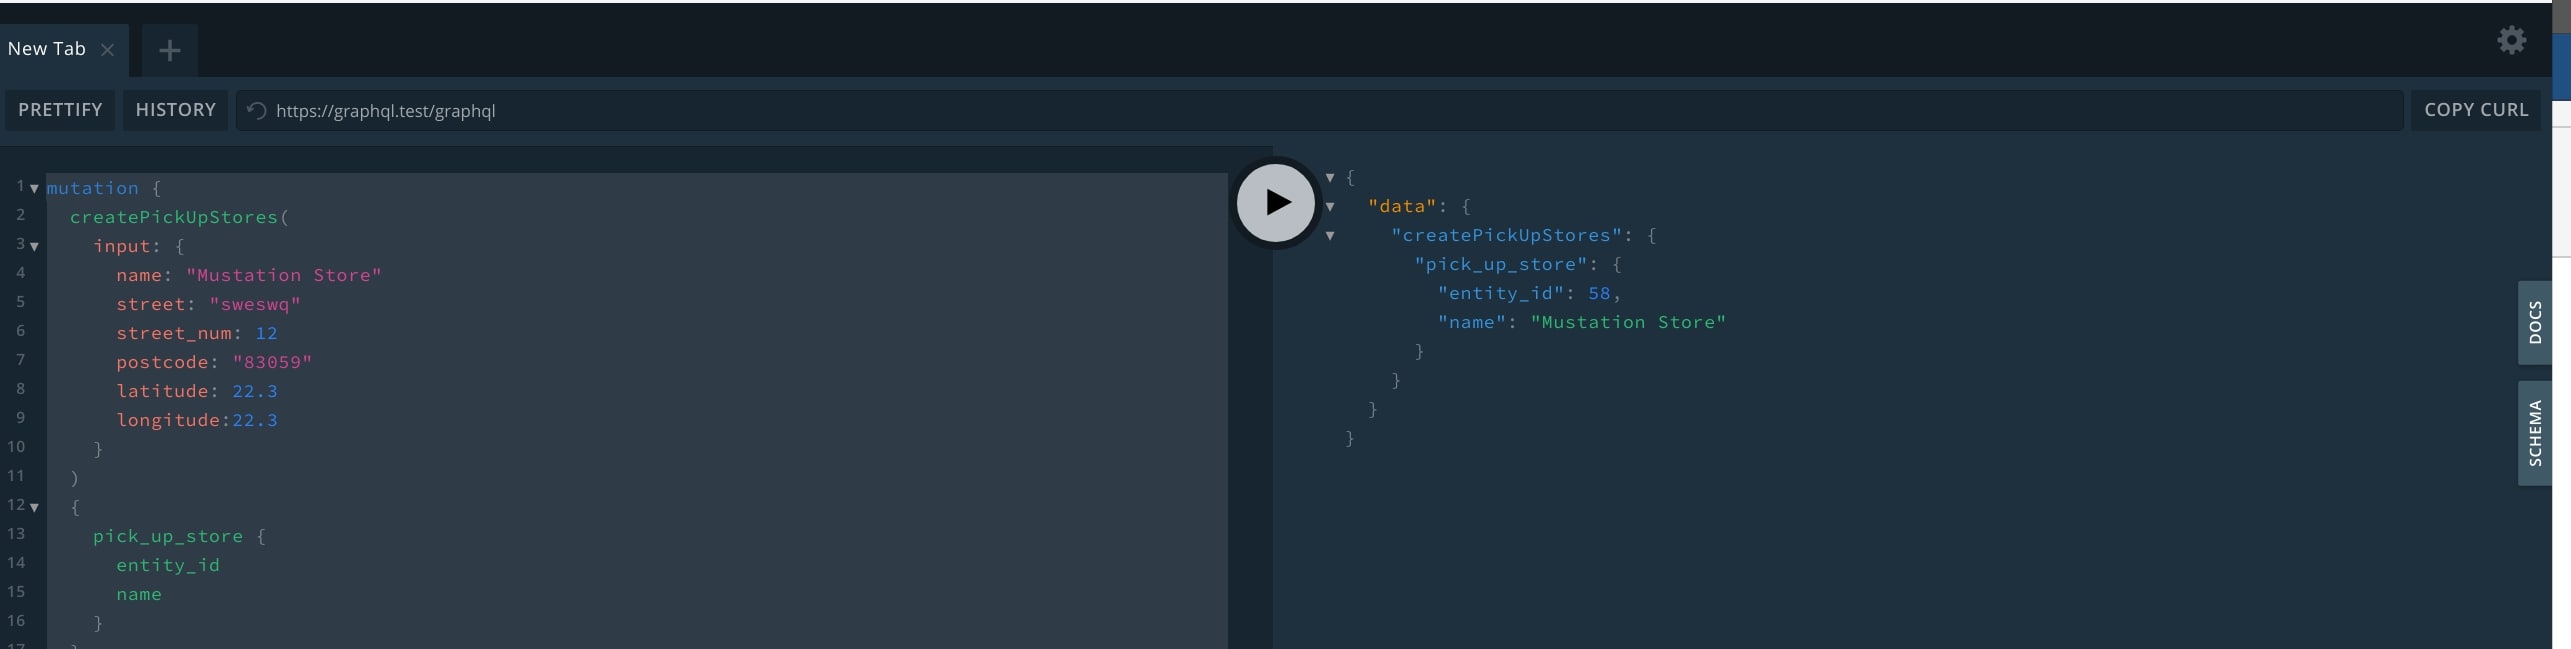 New Tab × +
PRETTIFY HISTORY https://graphql.test/graphql COPY CURL
1 mutation {
2 createPickUpStores(
3 input: {
4 name: "Mustation Store"
5 street: "sweswq"
6 street_num: 12
7 postcode: "83059"
8 latitude: 22.3
9 longitude:22.3
10 }
11 )
12 {
13 pick_up_store {
14 entity_id
15 name
16 }
17 }
{
"data": {
"createPickUpStores": {
"pick_up_store": {
"entity_id": 58,
"name": "Mustation Store"
}
}
}
}
DOCS
SCHEMA